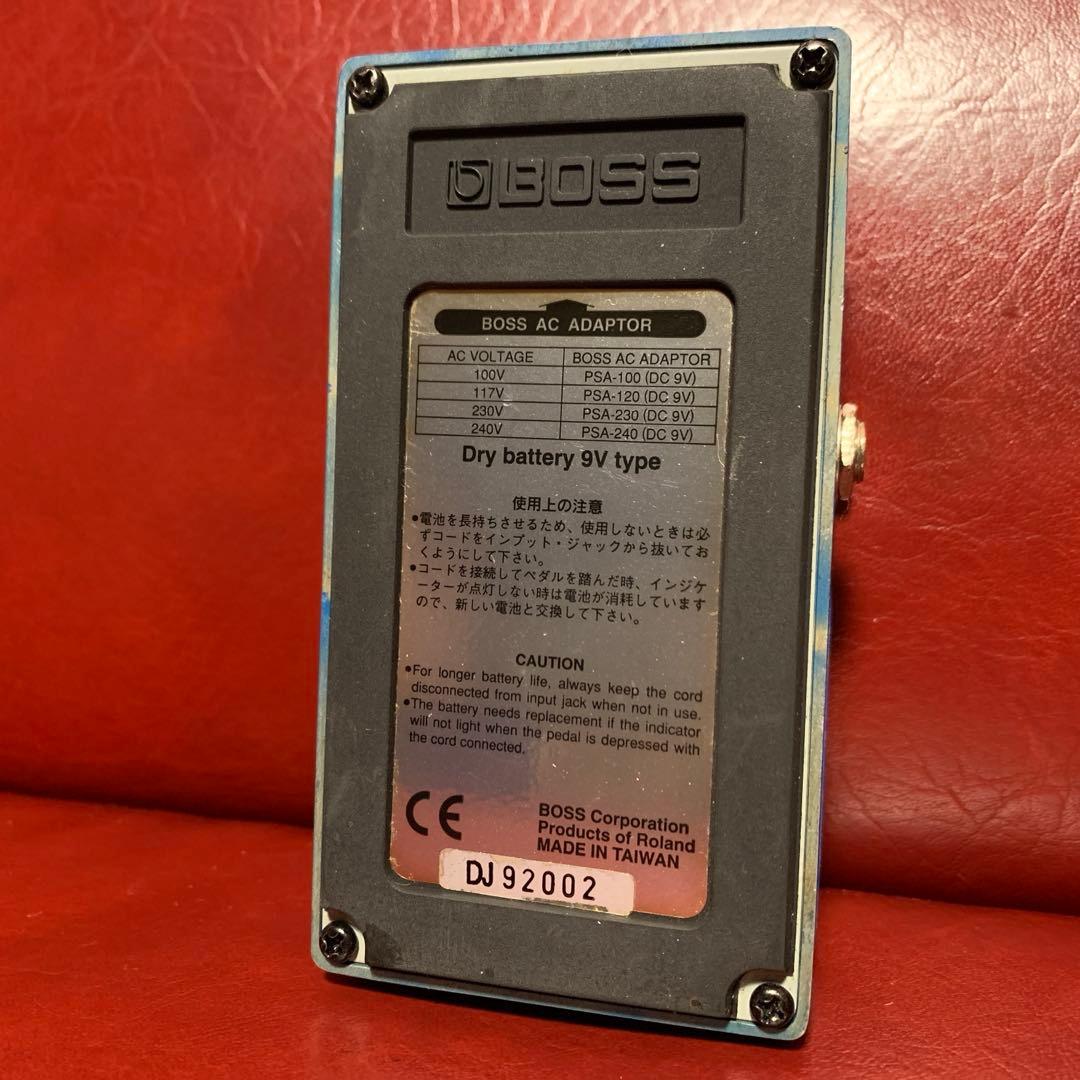 BOSS
BOSS AC ADAPTOR
AC VOLTAGE BOSS AC ADAPTOR
100V PSA-100 (DC 9V)
117V PSA-120 (DC 9V)
230V PSA-230 (DC 9V)
240V PSA-240 (DC 9V)
Dry battery 9V type
使用上の注意
●電池を長持ちさせるため、使用しないときは必
ずコードをインプット・ジャックから抜いてお
くようにして下さい。
●コードを接続してペダルを踏んだ時、インジケ
ーターが点灯しない時は電池が消耗しています
ので、新しい電池と交換して下さい。
CAUTION
●For longer battery life, always keep the cord
disconnected from input jack when not in use.
●The battery needs replacement if the indicator
will not light when the pedal is depressed with
the cord connected.
CE
BOSS Corporation
Products of Roland
MADE IN TAIWAN
DJ92002